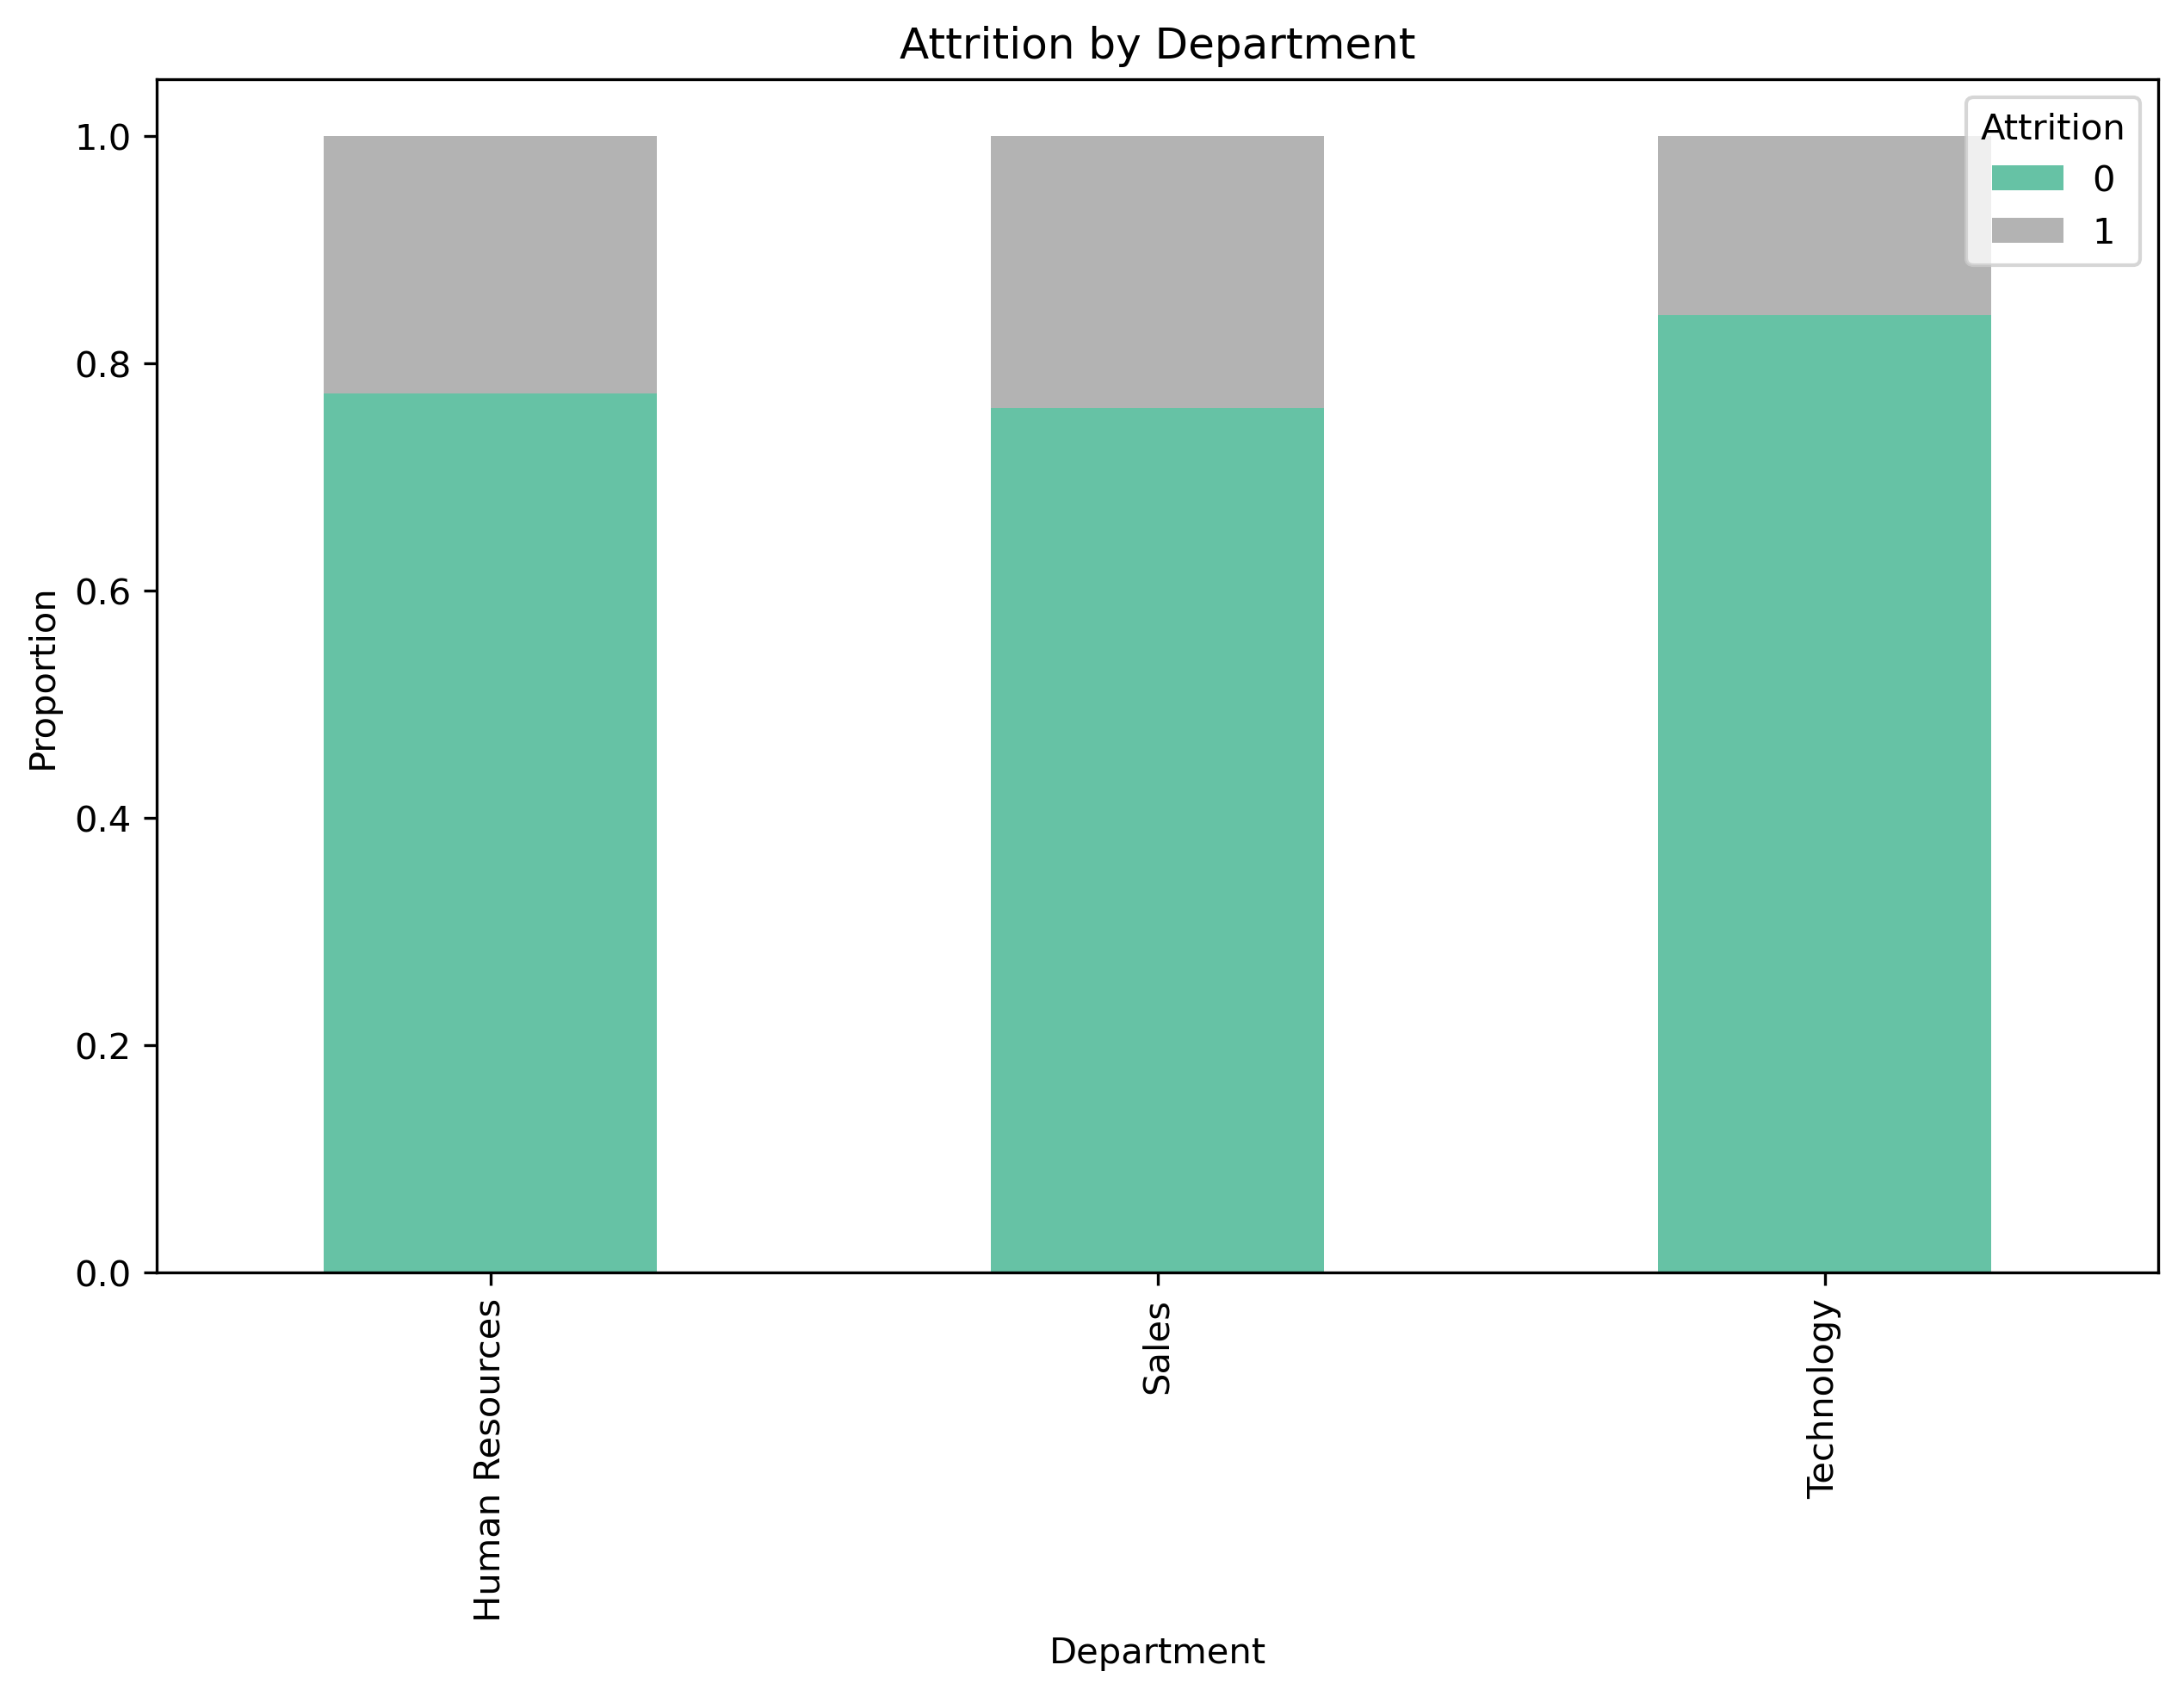 Attrition by Department
Attrition
0
1
1.0
0.8
0.6
0.4
0.2
0.0
Proportion
Human Resources
Sales
Technology
Department